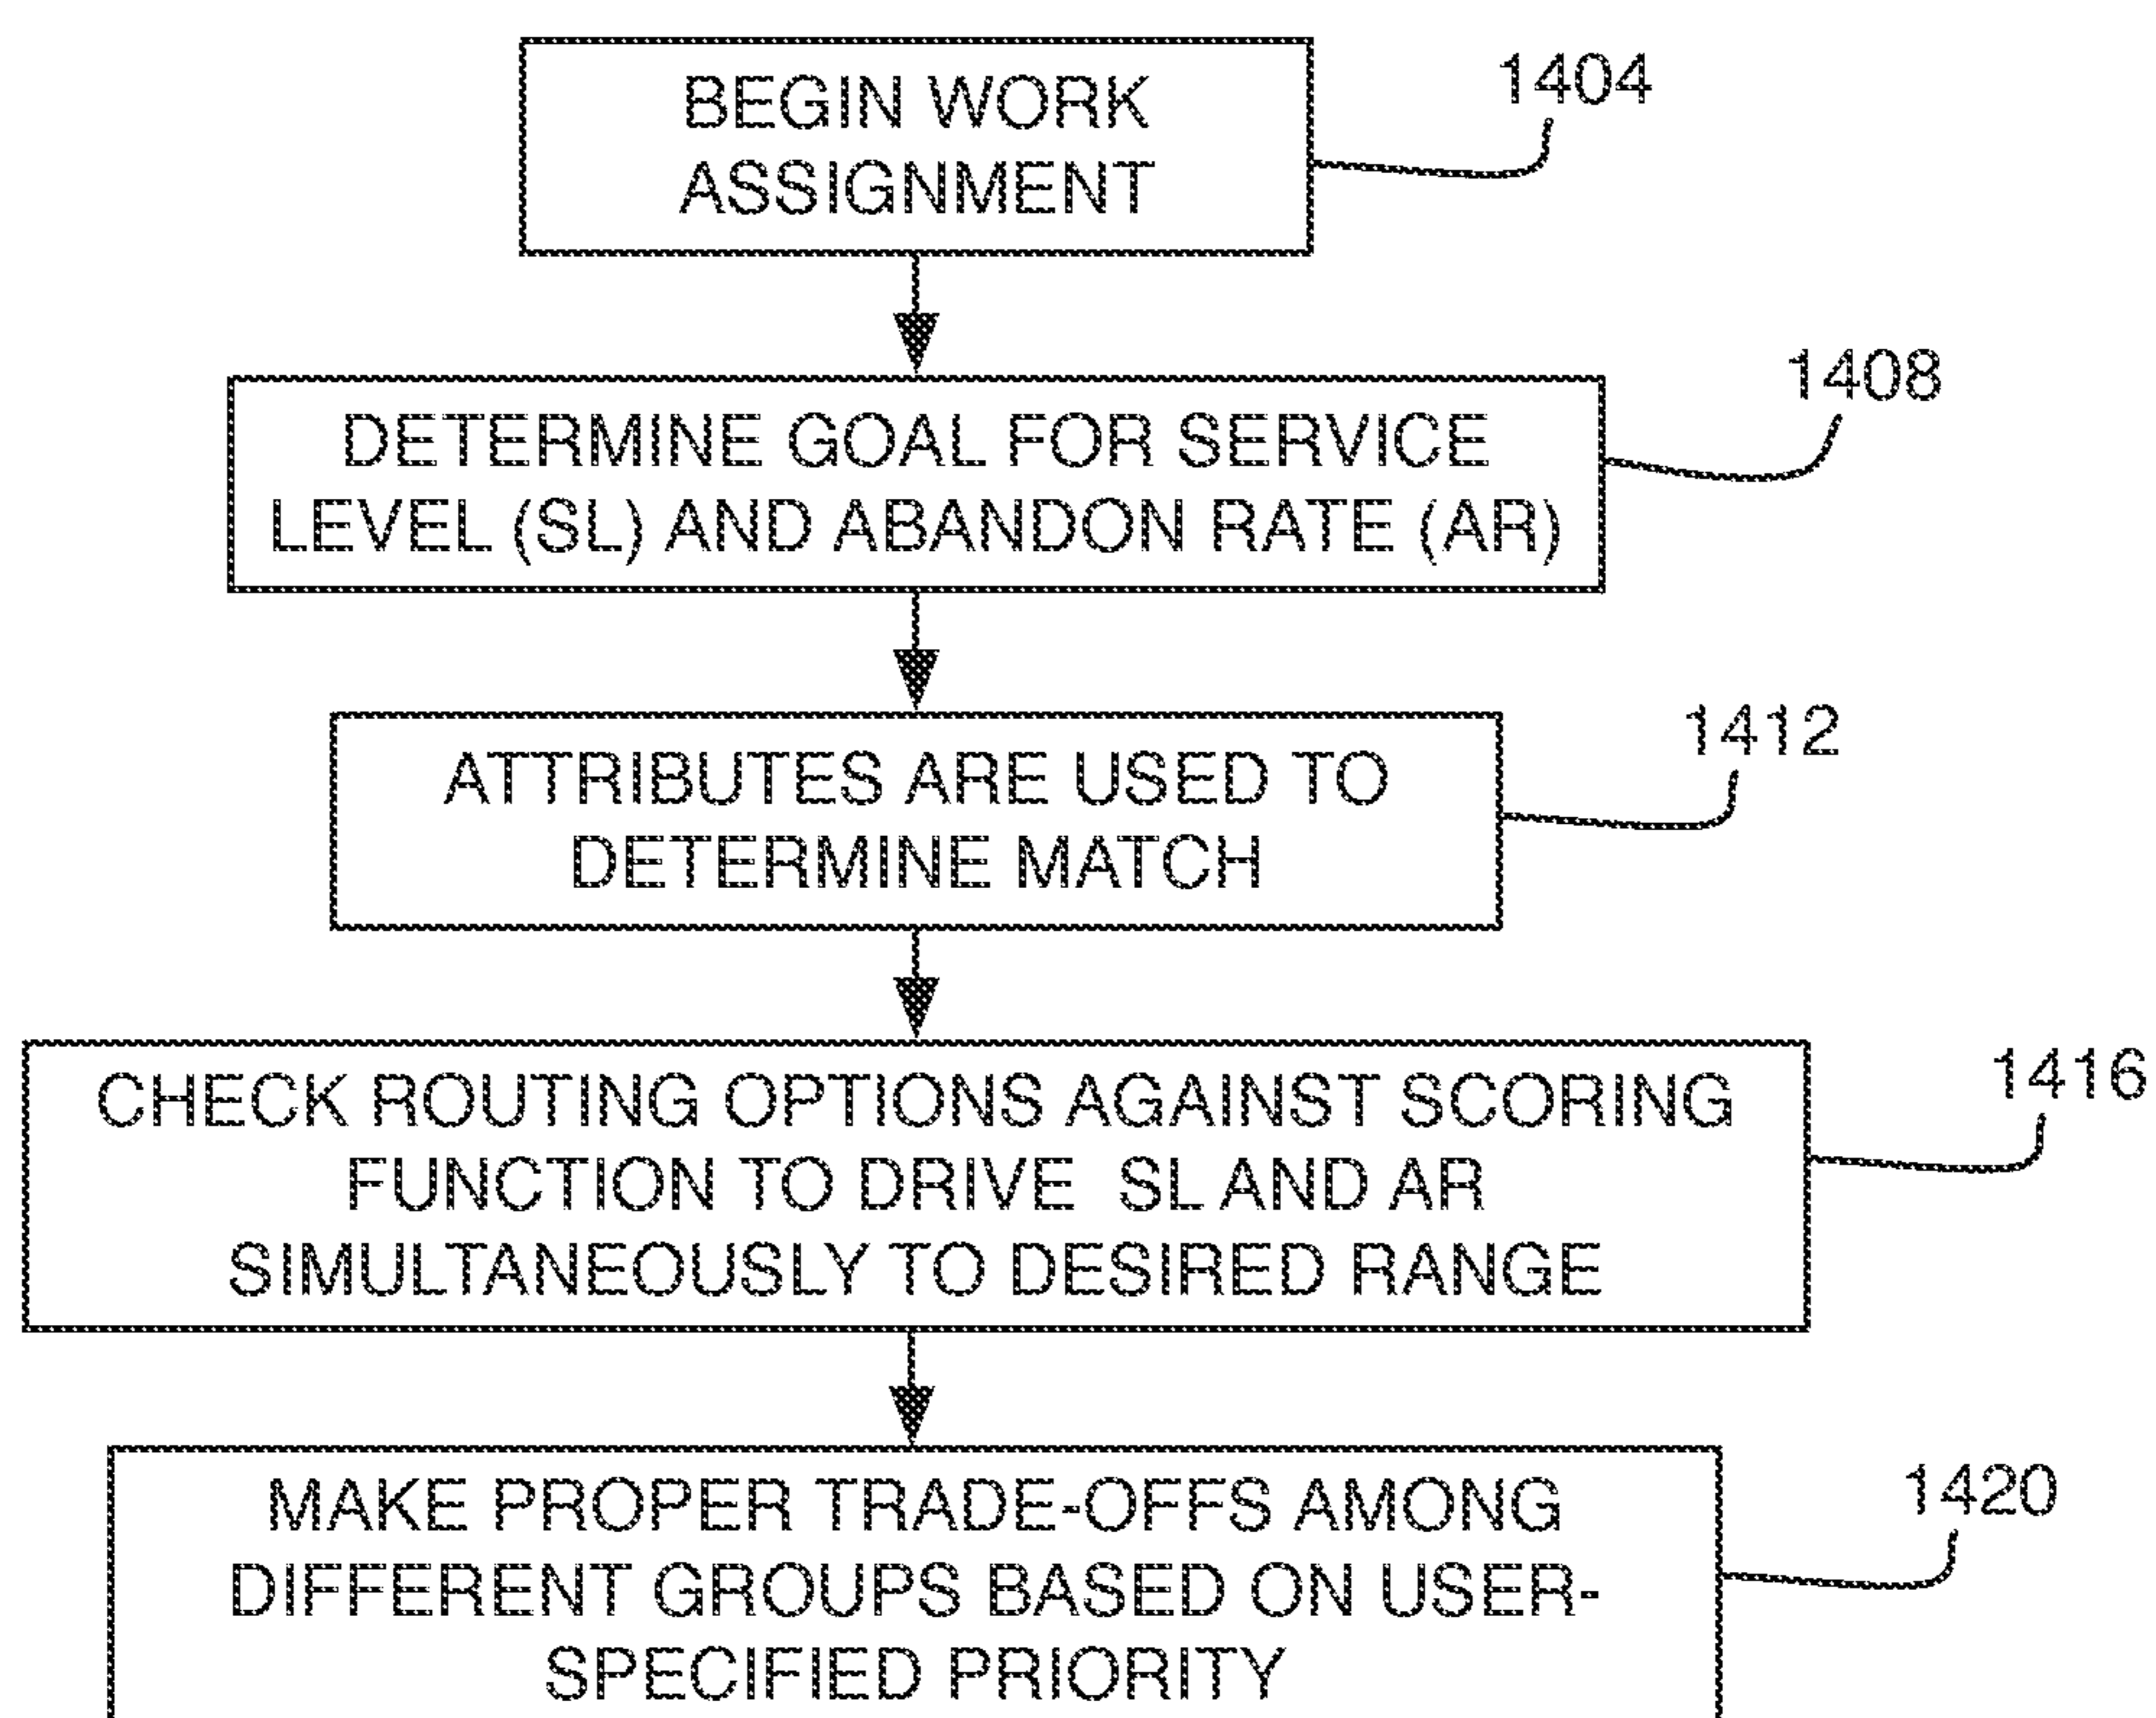 BEGIN WORK
ASSIGNMENT
1404
DETERMINE GOAL FOR SERVICE
LEVEL (SL) AND ABANDON RATE (AR)
1408
ATTRIBUTES ARE USED TO
DETERMINE MATCH
1412
CHECK ROUTING OPTIONS AGAINST SCORING
FUNCTION TO DRIVE SL AND AR
SIMULTANEOUSLY TO DESIRED RANGE
1416
MAKE PROPER TRADE-OFFS AMONG
DIFFERENT GROUPS BASED ON USER-
SPECIFIED PRIORITY
1420